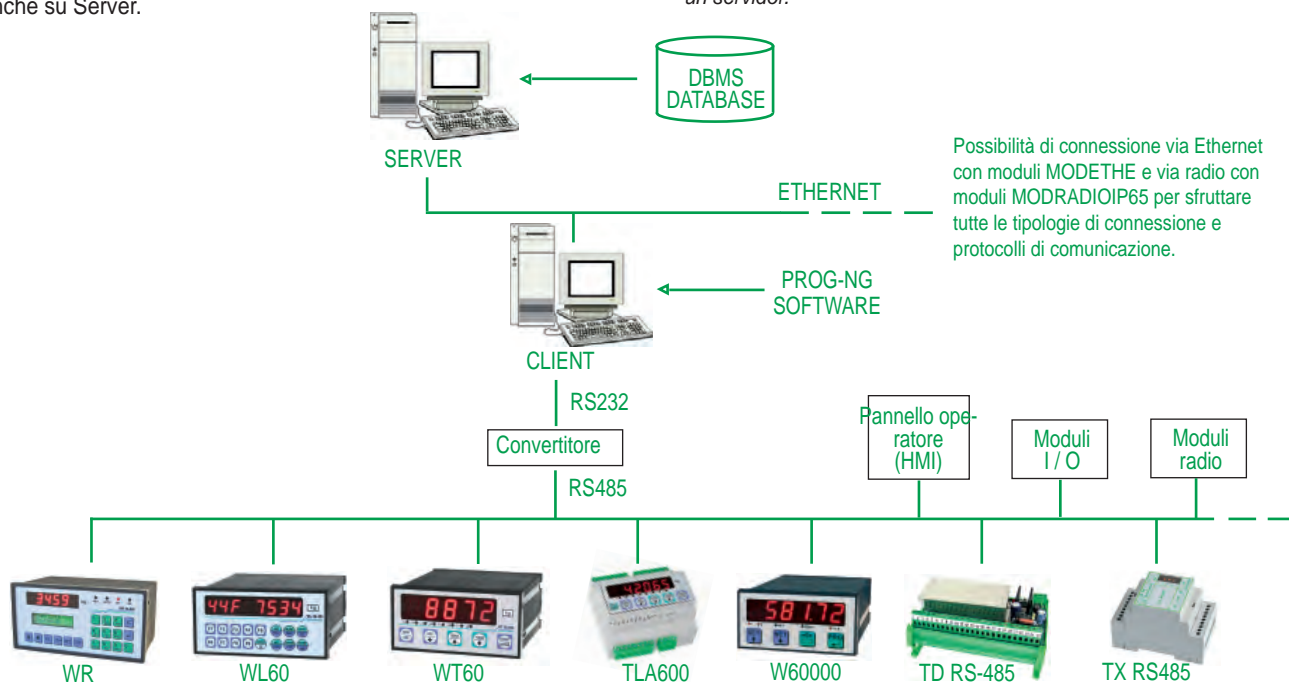 nche su Server.
un servidor.
DBMS
DATABASE
SERVER
ETHERNET
Possibilità di connessione via Ethernet
con moduli MODETHE e via radio con
moduli MODRADIOIP65 per sfruttare
tutte le tipologie di connessione e
protocolli di comunicazione.
PROG-NG
SOFTWARE
CLIENT
RS232
Convertitore
RS485
Pannello ope-
ratore
(HMI)
Moduli
I / O
Moduli
radio
3459
44F 7534
8872
42065
581.72
WR
WL60
WT60
TLA600
W60000
TD RS-485
TX RS485